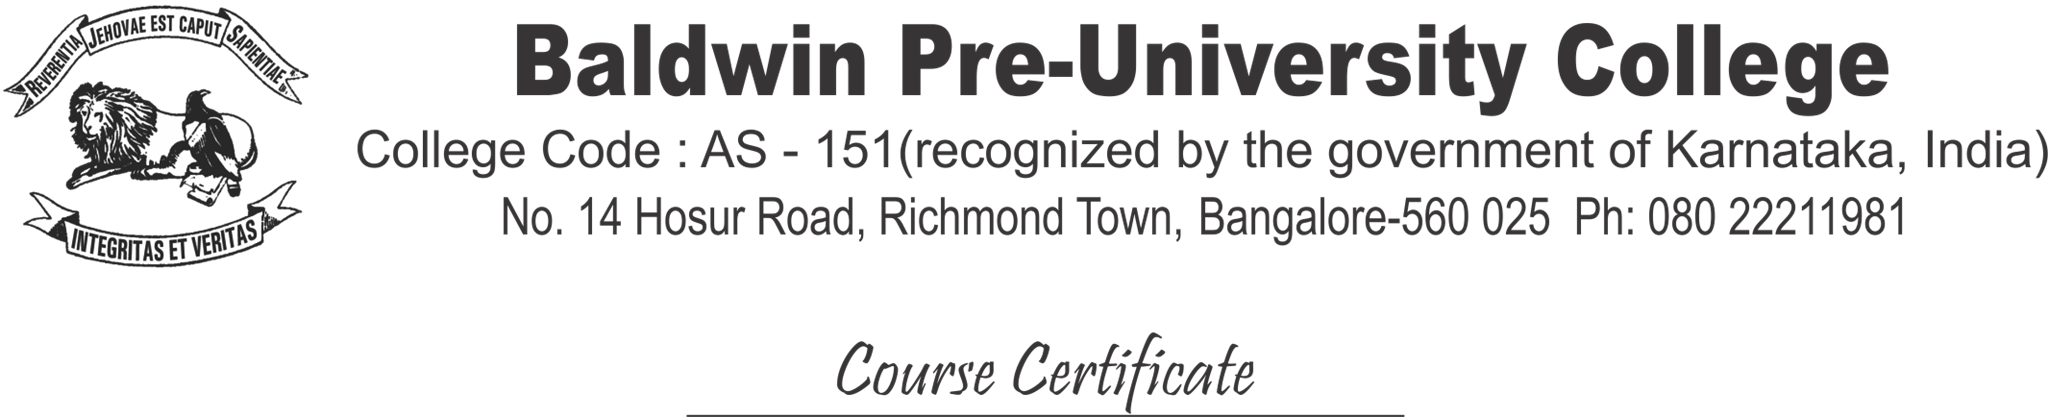 REVERENTIA JEHOVAE EST CAPUT SAPIENTIAE
INTEGRITAS ET VERITAS
Baldwin Pre-University College
College Code : AS - 151(recognized by the government of Karnataka, India)
No. 14 Hosur Road, Richmond Town, Bangalore-560 025 Ph: 080 22211981
Course Certificate